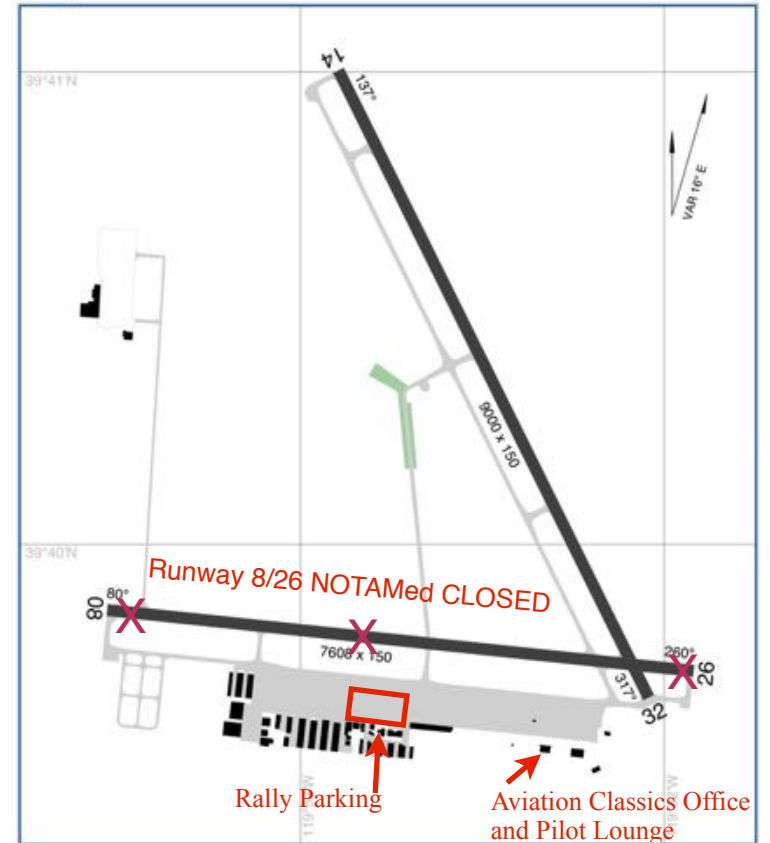 14
137°
39°41'N
VAR 16° E
9000 x 150
39°40'N
Runway 8/26 NOTAMed CLOSED
80°
08
7608 x 150
260°
26
317°
32
Rally Parking
Aviation Classics Office
and Pilot Lounge